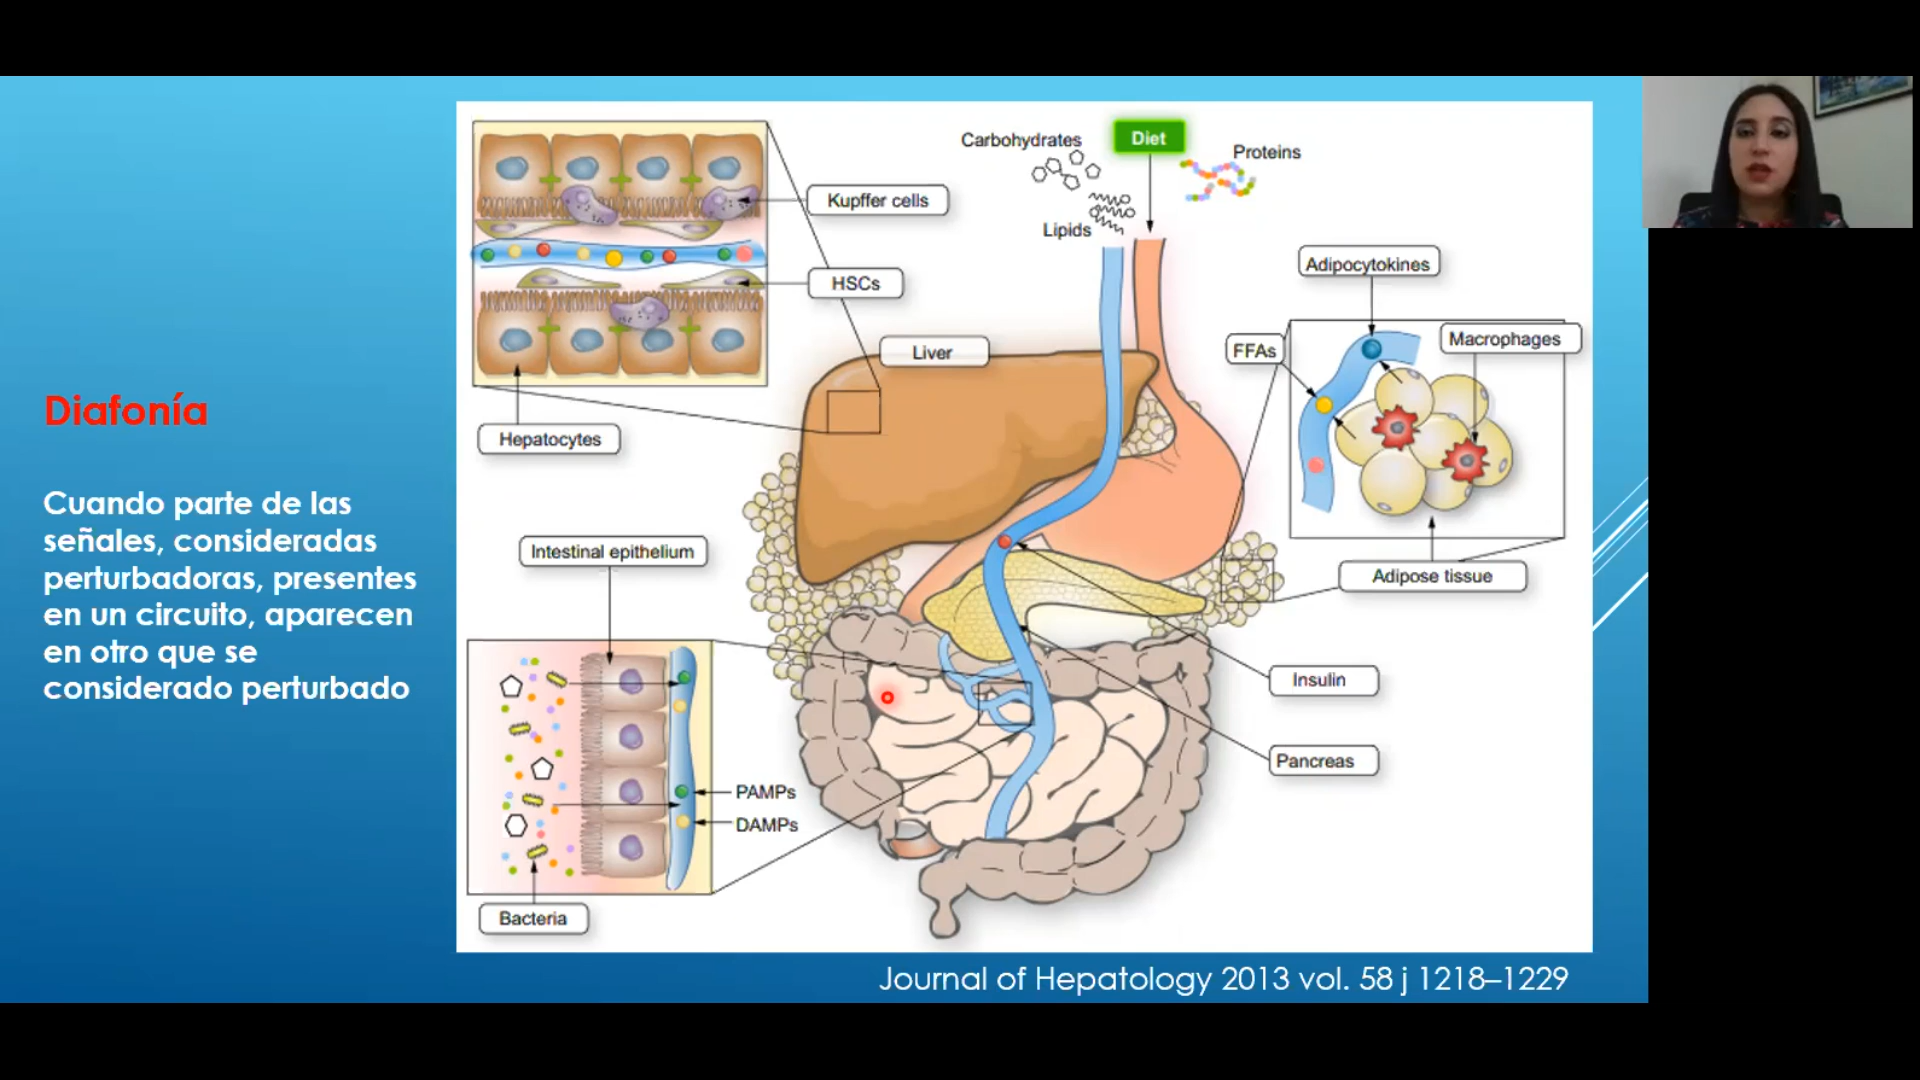 Diafonía
Cuando parte de las
señales, consideradas
perturbadoras, presentes
en un circuito, aparecen
en otro que se
considerado perturbado
Carbohydrates
Diet
Proteins
Lipids
Kupffer cells
HSCs
Liver
Hepatocytes
Adipocytokines
FFAs
Macrophages
Adipose tissue
Intestinal epithelium
Insulin
Pancreas
PAMPs
DAMPs
Bacteria
Journal of Hepatology 2013 vol. 58 j 1218–1229